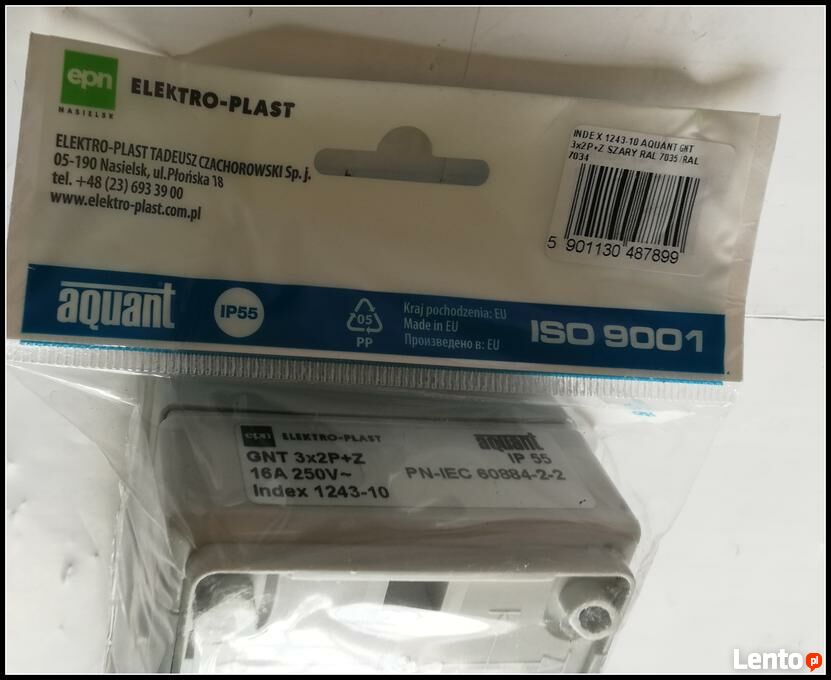 epn
NASIELSK
ELEKTRO-PLAST
ELEKTRO-PLAST TADEUSZ CZACHOROWSKI Sp. j.
05-190 Nasielsk, ul.Płońska 18
tel. +48 (23) 693 39 00
www.elektro-plast.com.pl
INDEX 1243-10 AQUANT GNT
3x2P+Z SZARY RAL 7035/RAL
7034
5 901130 487899
aquant
IP55
05
PP
Kraj pochodzenia: EU
Made in EU
Произведено в: EU
ISO 9001
epn ELEKTRO-PLAST
GNT 3x2P+Z
16A 250V~
Index 1243-10
aquant
IP 55
PN-IEC 60884-2-2
Lento.pl